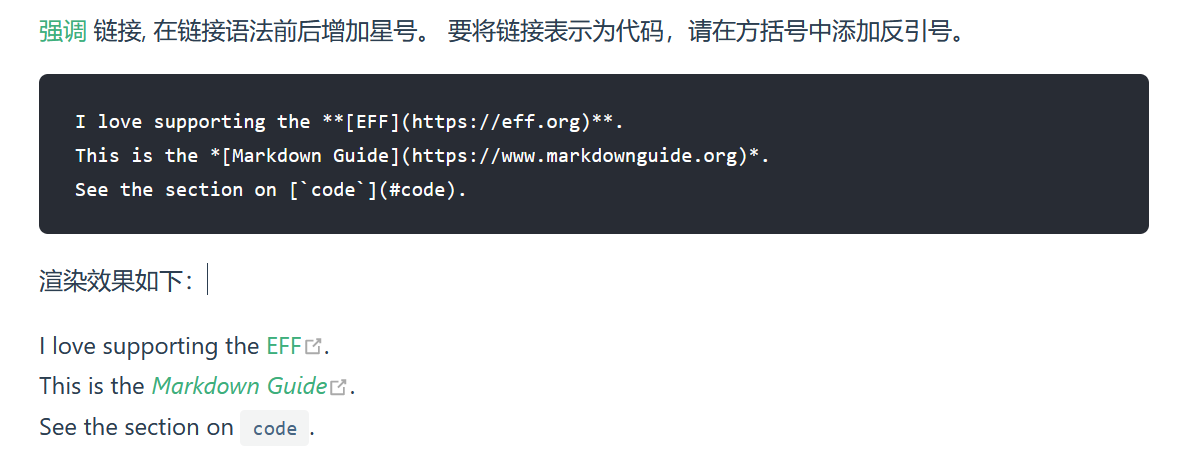 强调 链接, 在链接语法前后增加星号。 要将链接表示为代码，请在方括号中添加反引号。
I love supporting the **[EFF](https://eff.org)**.
This is the *[Markdown Guide](https://www.markdownguide.org)*.
See the section on [`code`](#code).
渲染效果如下：
I love supporting the EFF.
This is the Markdown Guide.
See the section on code.